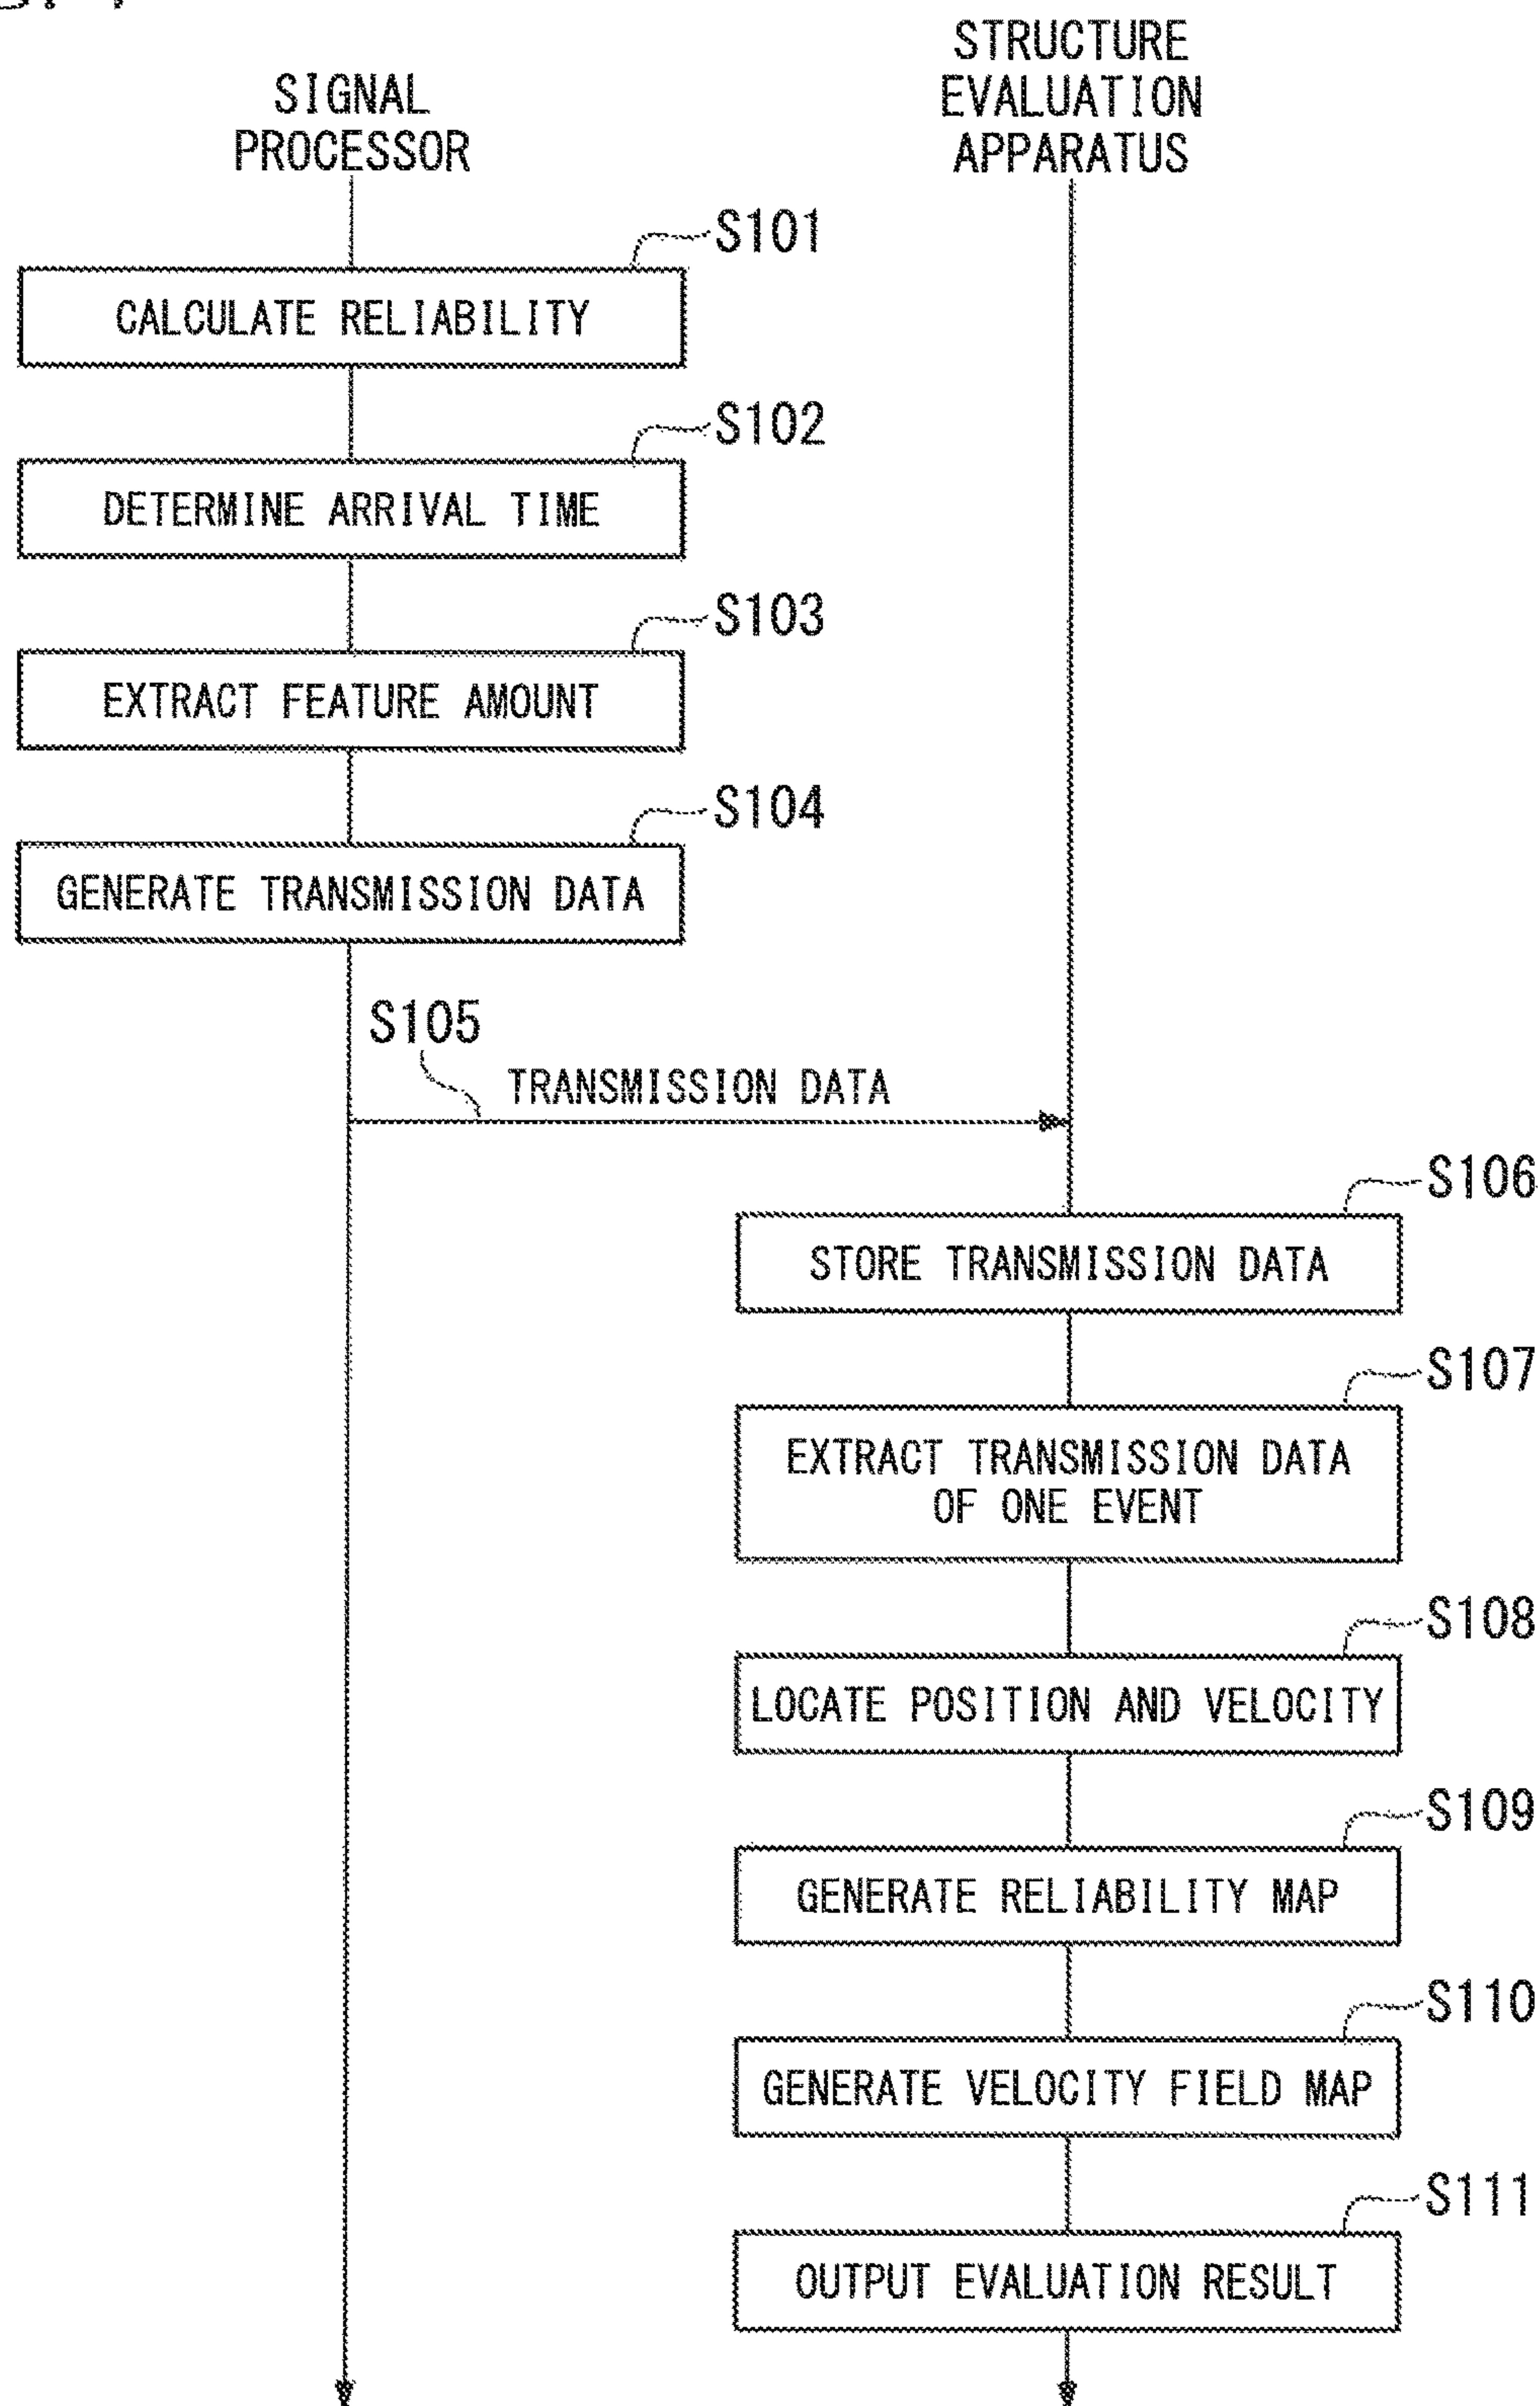 SIGNAL
PROCESSOR
STRUCTURE
EVALUATION
APPARATUS
S101
CALCULATE RELIABILITY
S102
DETERMINE ARRIVAL TIME
S103
EXTRACT FEATURE AMOUNT
S104
GENERATE TRANSMISSION DATA
S105
TRANSMISSION DATA
S106
STORE TRANSMISSION DATA
S107
EXTRACT TRANSMISSION DATA
OF ONE EVENT
S108
LOCATE POSITION AND VELOCITY
S109
GENERATE RELIABILITY MAP
S110
GENERATE VELOCITY FIELD MAP
S111
OUTPUT EVALUATION RESULT